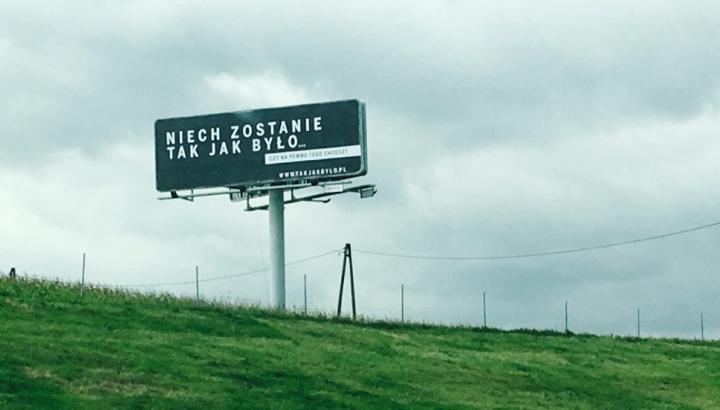 NIECH ZOSTANIE
TAK JAK BYŁO...
CZY NA PEWNO TEGO CHCESZ?
WWW.TAKJAKBYLO.PL